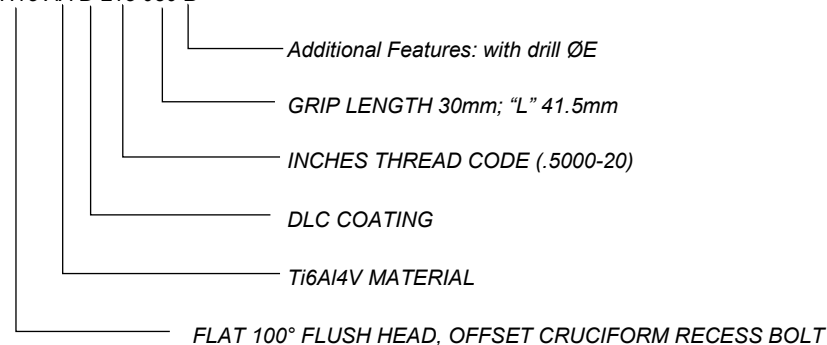 Additional Features: with drill ØE
GRIP LENGTH 30mm; “L” 41.5mm
INCHES THREAD CODE (.5000-20)
DLC COATING
Ti6Al4V MATERIAL
FLAT 100° FLUSH HEAD, OFFSET CRUCIFORM RECESS BOLT